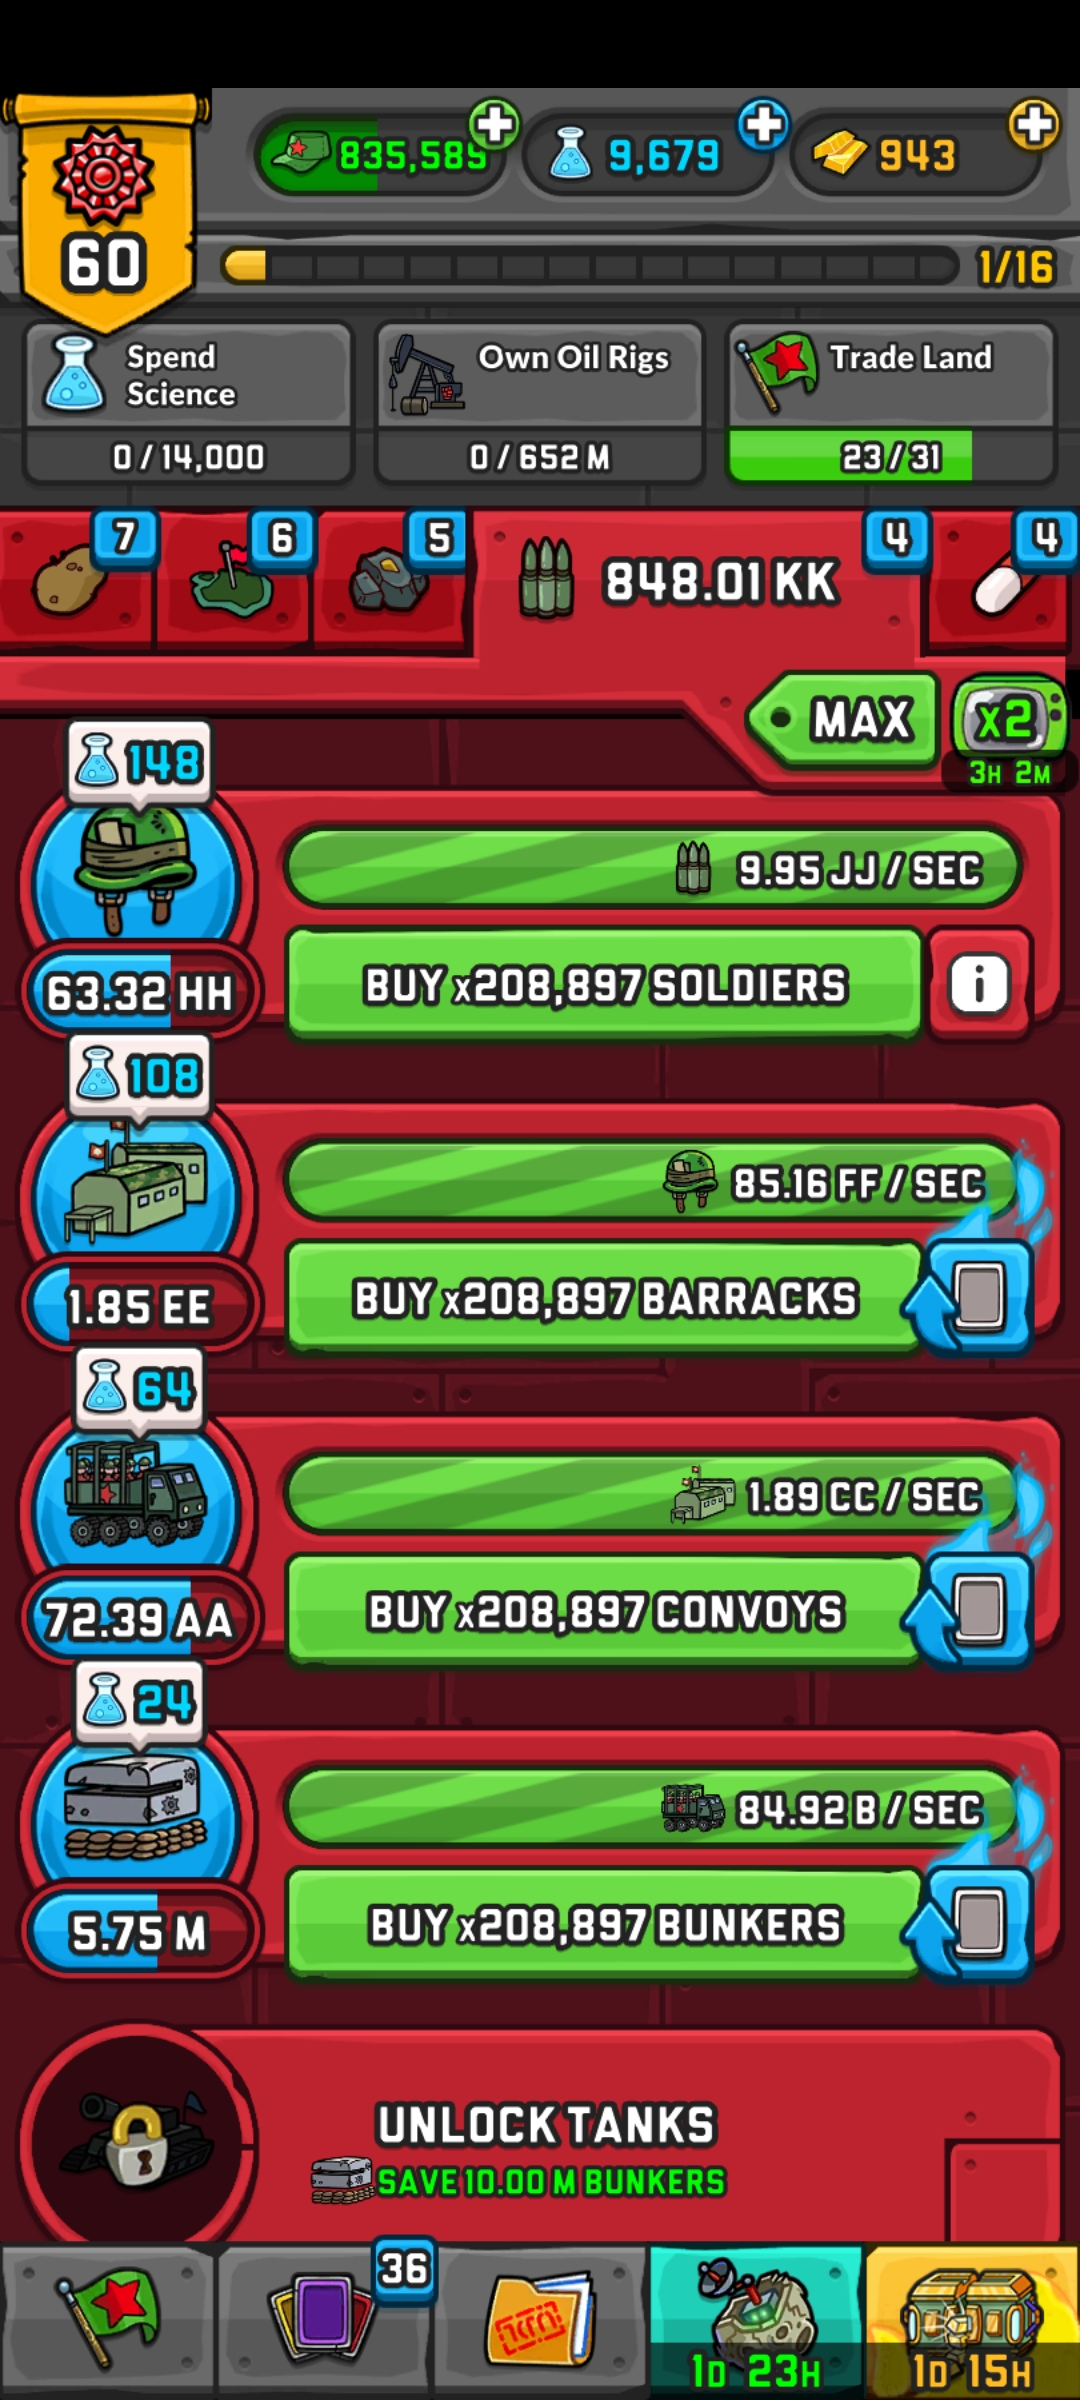 835,589
9,679
943
60
1/16
Spend
Science
0/14,000
Own Oil Rigs
0/652 M
Trade Land
23/31
7
6
5
848.01 KK
4
4
MAX
x2
3H 2M
148
9.95 JJ / SEC
63.32 HH
BUY x208,897 SOLDIERS
i
108
85.16 FF / SEC
1.85 EE
BUY x208,897 BARRACKS
64
1.89 CC / SEC
72.39 AA
BUY x208,897 CONVOYS
24
84.92 B / SEC
5.75 M
BUY x208,897 BUNKERS
UNLOCK TANKS
SAVE 10.00 M BUNKERS
36
1D 23H
1D 15H